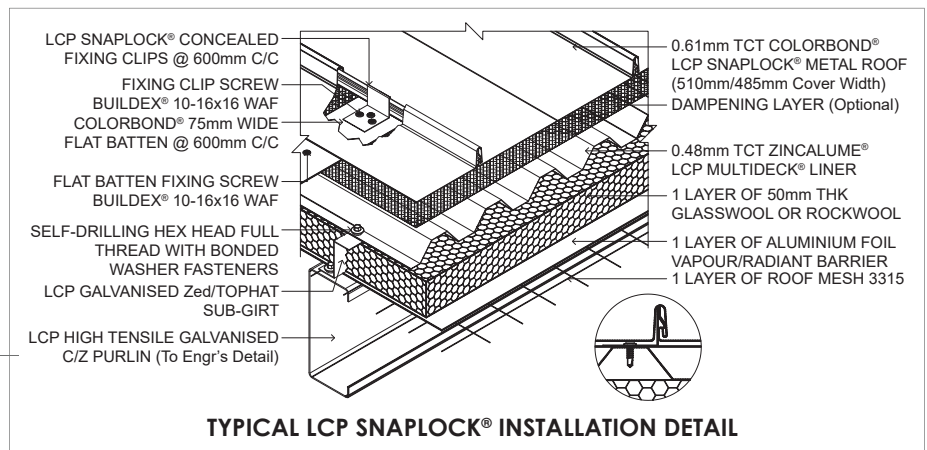 LCP SNAPLOCK® CONCEALED
FIXING CLIPS @ 600mm C/C
FIXING CLIP SCREW
BUILDEX® 10-16x16 WAF
COLORBOND® 75mm WIDE
FLAT BATTEN @ 600mm C/C
FLAT BATTEN FIXING SCREW
BUILDEX® 10-16x16 WAF
SELF-DRILLING HEX HEAD FULL
THREAD WITH BONDED
WASHER FASTENERS
LCP GALVANISED Zed/TOPHAT
SUB-GIRT
LCP HIGH TENSILE GALVANISED
C/Z PURLIN (To Engr's Detail)
0.61mm TCT COLORBOND®
LCP SNAPLOCK® METAL ROOF
(510mm/485mm Cover Width)
DAMPENING LAYER (Optional)
0.48mm TCT ZINCALUME®
LCP MULTIDECK® LINER
1 LAYER OF 50mm THK
GLASSWOOL OR ROCKWOOL
1 LAYER OF ALUMINIUM FOIL
VAPOUR/RADIANT BARRIER
1 LAYER OF ROOF MESH 3315
TYPICAL LCP SNAPLOCK® INSTALLATION DETAIL